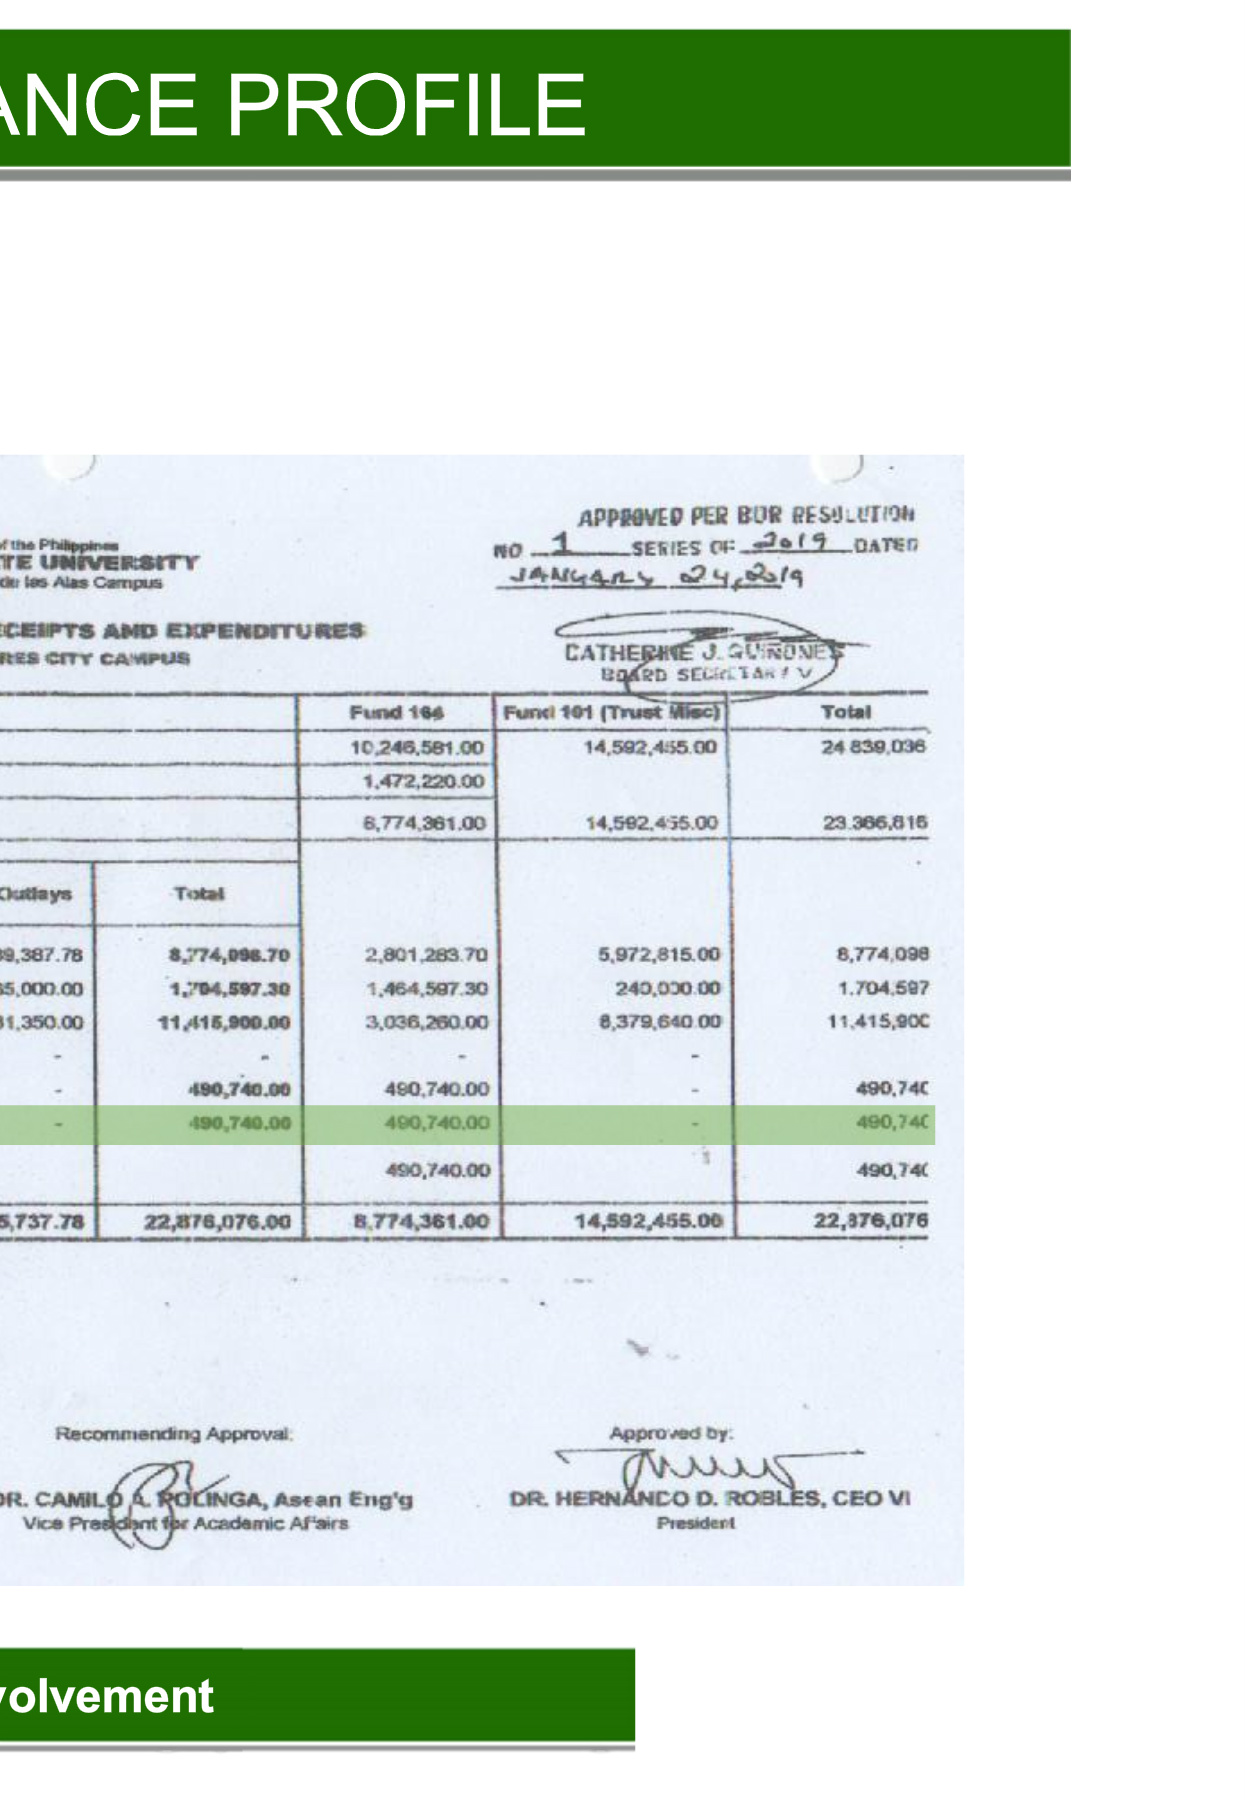 ANCE PROFILE
APPROVED PER BOR RESOLUTION
of the Philippines
NO 1 SERIES OF 2019 DATED
TE UNIVERSITY
JANUARY 24, 2019
de las Alas Campus
CEIPTS AND EXPENDITURES
CATHERINE J. QUINONES
RES CITY CAMPUS
BOARD SECRETARY V
Fund 164 Fund 101 (Trust Misc) Total
10,246,581.00 14,592,455.00 24 839,036
1,472,220.00
8,774,361.00 14,592,455.00 23.366,816
Outlays Total
39,387.78 8,774,098.70 2,801,283.70 5,972,815.00 8,774,098
65,000.00 1,704,597.30 1,464,597.30 240,000.00 1.704,597
31,350.00 11,415,900.00 3,036,260.00 8,379,640.00 11,415,900
- - - -
- 490,740.00 490,740.00 - 490,740
- 490,740.00 490,740.00 - 490,740
490,740.00 490,740
5,737.78 22,876,076.00 8,774,361.00 14,592,455.00 22,876,076
Recommending Approval: Approved by:
DR. CAMILO A. POLINGA, Asean Eng'g DR. HERNANDO D. ROBLES, CEO VI
Vice President for Academic Affairs President
volvement